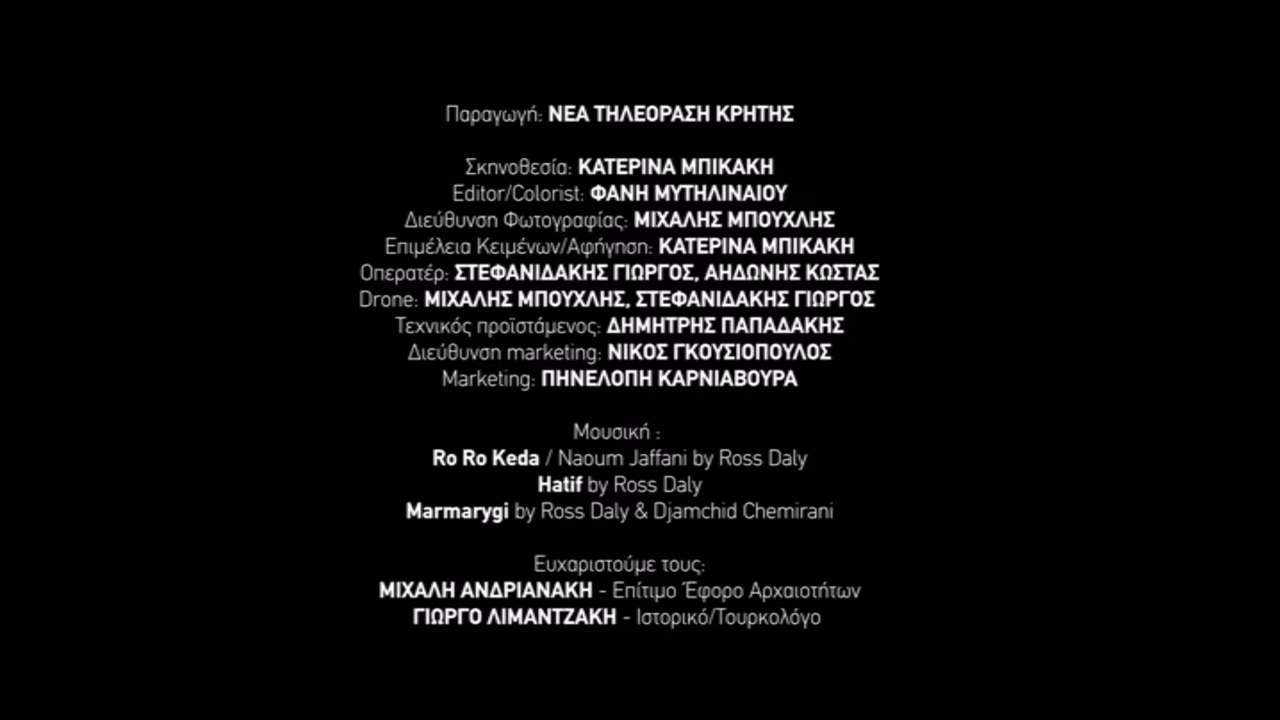 Παραγωγή: ΝΕΑ ΤΗΛΕΟΡΑΣΗ ΚΡΗΤΗΣ
Σκηνοθεσία: ΚΑΤΕΡΙΝΑ ΜΠΙΚΑΚΗ
Editor/Colorist: ΦΑΝΗ ΜΥΤΗΛΙΝΑΙΟΥ
Διεύθυνση Φωτογραφίας: ΜΙΧΑΛΗΣ ΜΠΟΥΧΛΗΣ
Επιμέλεια Κειμένων/Αφήγηση: ΚΑΤΕΡΙΝΑ ΜΠΙΚΑΚΗ
Οπερατέρ: ΣΤΕΦΑΝΙΔΑΚΗΣ ΓΙΩΡΓΟΣ, ΑΗΔΩΝΗΣ ΚΩΣΤΑΣ
Drone: ΜΙΧΑΛΗΣ ΜΠΟΥΧΛΗΣ, ΣΤΕΦΑΝΙΔΑΚΗΣ ΓΙΩΡΓΟΣ
Τεχνικός προϊστάμενος: ΔΗΜΗΤΡΗΣ ΠΑΠΑΔΑΚΗΣ
Διεύθυνση marketing: ΝΙΚΟΣ ΓΚΟΥΣΙΟΠΟΥΛΟΣ
Marketing: ΠΗΝΕΛΟΠΗ ΚΑΡΝΙΑΒΟΥΡΑ
Μουσική :
Ro Ro Keda / Naoum Jaffani by Ross Daly
Hatif by Ross Daly
Marmarygi by Ross Daly & Djamchid Chemirani
Ευχαριστούμε τους:
ΜΙΧΑΛΗ ΑΝΔΡΙΑΝΑΚΗ - Επίτιμο Έφορο Αρχαιοτήτων
ΓΙΩΡΓΟ ΛΙΜΑΝΤΖΑΚΗ - Ιστορικό/Τουρκολόγο